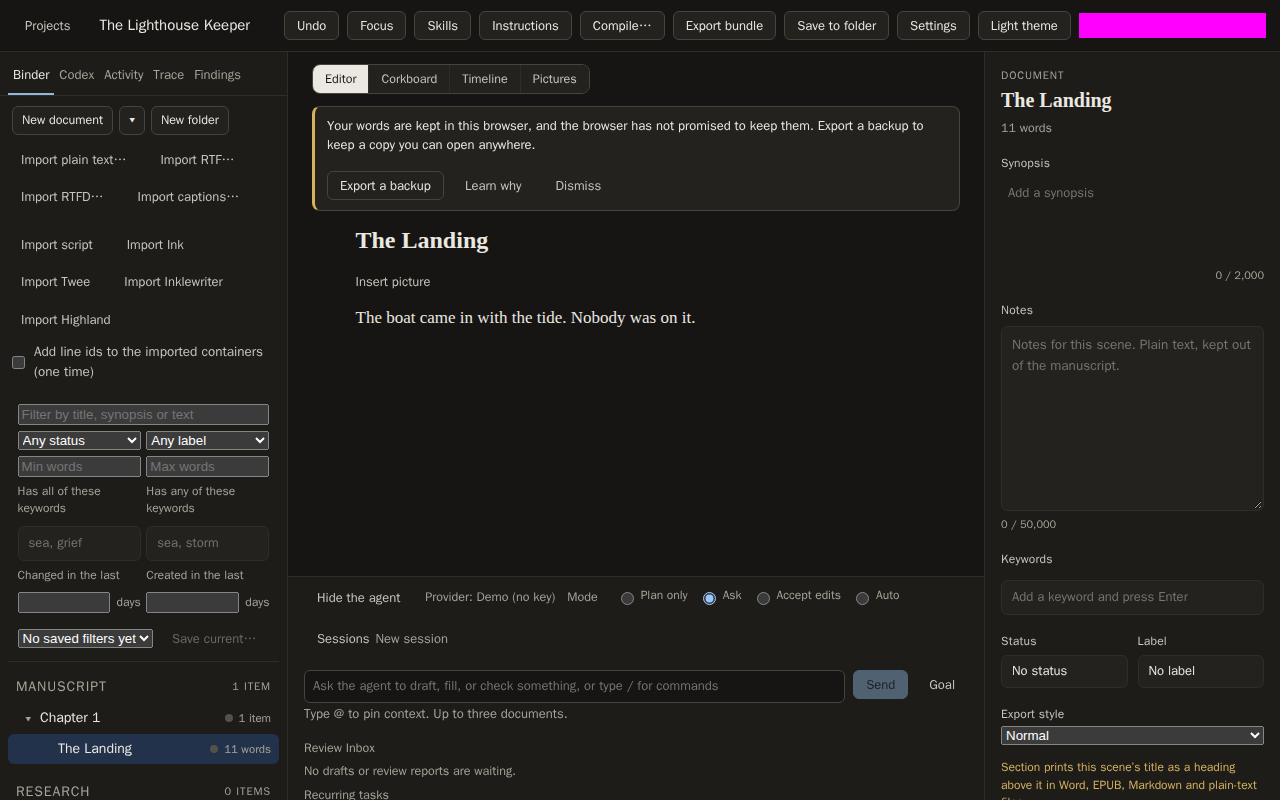 Projects
The Lighthouse Keeper
Undo
Focus
Skills
Instructions
Compile…
Export bundle
Save to folder
Settings
Light theme
Binder
Codex
Activity
Trace
Findings
New document
▾
New folder
Import plain text…
Import RTF…
Import RTFD…
Import captions…
Import script
Import Ink
Import Twee
Import Inklewriter
Import Highland
Add line ids to the imported containers
(one time)
Filter by title, synopsis or text
Any status
Any label
Min words
Max words
Has all of these
keywords
Has any of these
keywords
sea, grief
sea, storm
Changed in the last
Created in the last
days
days
No saved filters yet
Save current…
MANUSCRIPT
1 ITEM
Chapter 1
1 item
The Landing
11 words
RESEARCH
0 ITEMS
Editor
Corkboard
Timeline
Pictures
Your words are kept in this browser, and the browser has not promised to keep them. Export a backup to
keep a copy you can open anywhere.
Export a backup
Learn why
Dismiss
The Landing
Insert picture
The boat came in with the tide. Nobody was on it.
Hide the agent
Provider: Demo (no key)
Mode
Plan only
Ask
Accept edits
Auto
Sessions
New session
Ask the agent to draft, fill, or check something, or type / for commands
Send
Goal
Type @ to pin context. Up to three documents.
Review Inbox
No drafts or review reports are waiting.
Recurring tasks
DOCUMENT
The Landing
11 words
Synopsis
Add a synopsis
0 / 2,000
Notes
Notes for this scene. Plain text, kept out
of the manuscript.
0 / 50,000
Keywords
Add a keyword and press Enter
Status
Label
No status
No label
Export style
Normal
Section prints this scene's title as a heading
above it in Word, EPUB, Markdown and plain-text